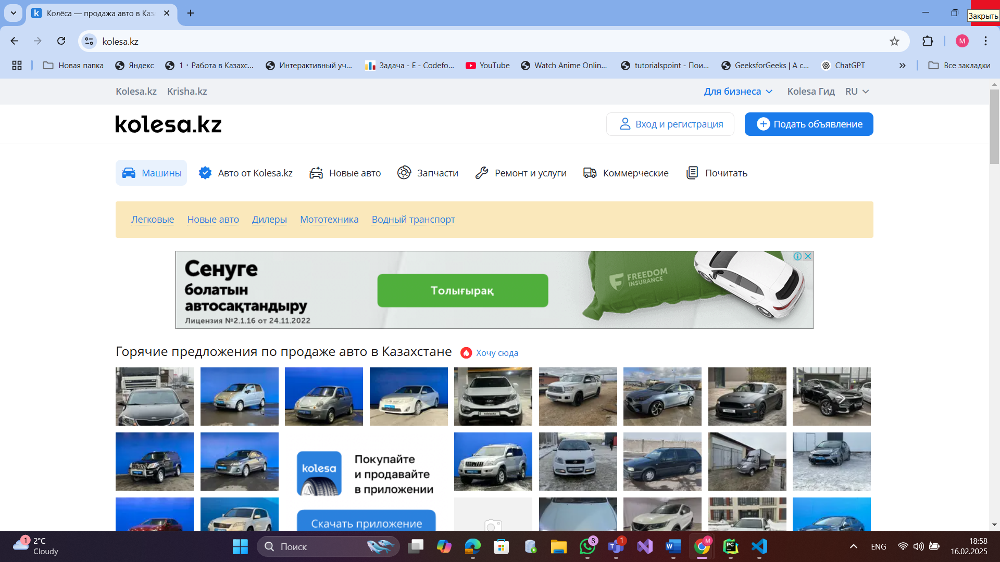 Колёса — продажа авто в Каз
Закрыть
kolesa.kz
M
Новая папка
Яндекс
1 · Работа в Казахс...
Интерактивный уч...
Задача - E - Codefo...
YouTube
Watch Anime Onlin...
tutorialspoint - Пои...
GeeksforGeeks | A c...
ChatGPT
Все закладки
Kolesa.kz
Krisha.kz
Для бизнеса
Kolesa Гид
RU
kolesa.kz
Вход и регистрация
Подать объявление
Машины
Авто от Kolesa.kz
Новые авто
Запчасти
Ремонт и услуги
Коммерческие
Почитать
Легковые
Новые авто
Дилеры
Мототехника
Водный транспорт
Сенуге
болатын
автосақтандыру
Лицензия №2.1.16 от 24.11.2022
Толығырақ
FREEDOM
INSURANCE
Горячие предложения по продаже авто в Казахстане
Хочу сюда
kolesa
Покупайте
и продавайте
в приложении
Скачать приложение
1
2°C
Cloudy
Поиск
8
1
M
ENG
18:58
16.02.2025